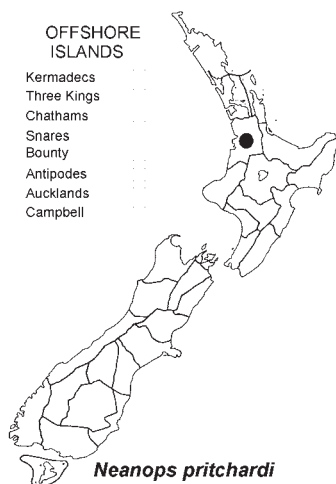 OFFSHORE
ISLANDS
Kermadecs
Three Kings
Chathams
Snares
Bounty
Antipodes
Aucklands
Campbell
Neanops pritchardi